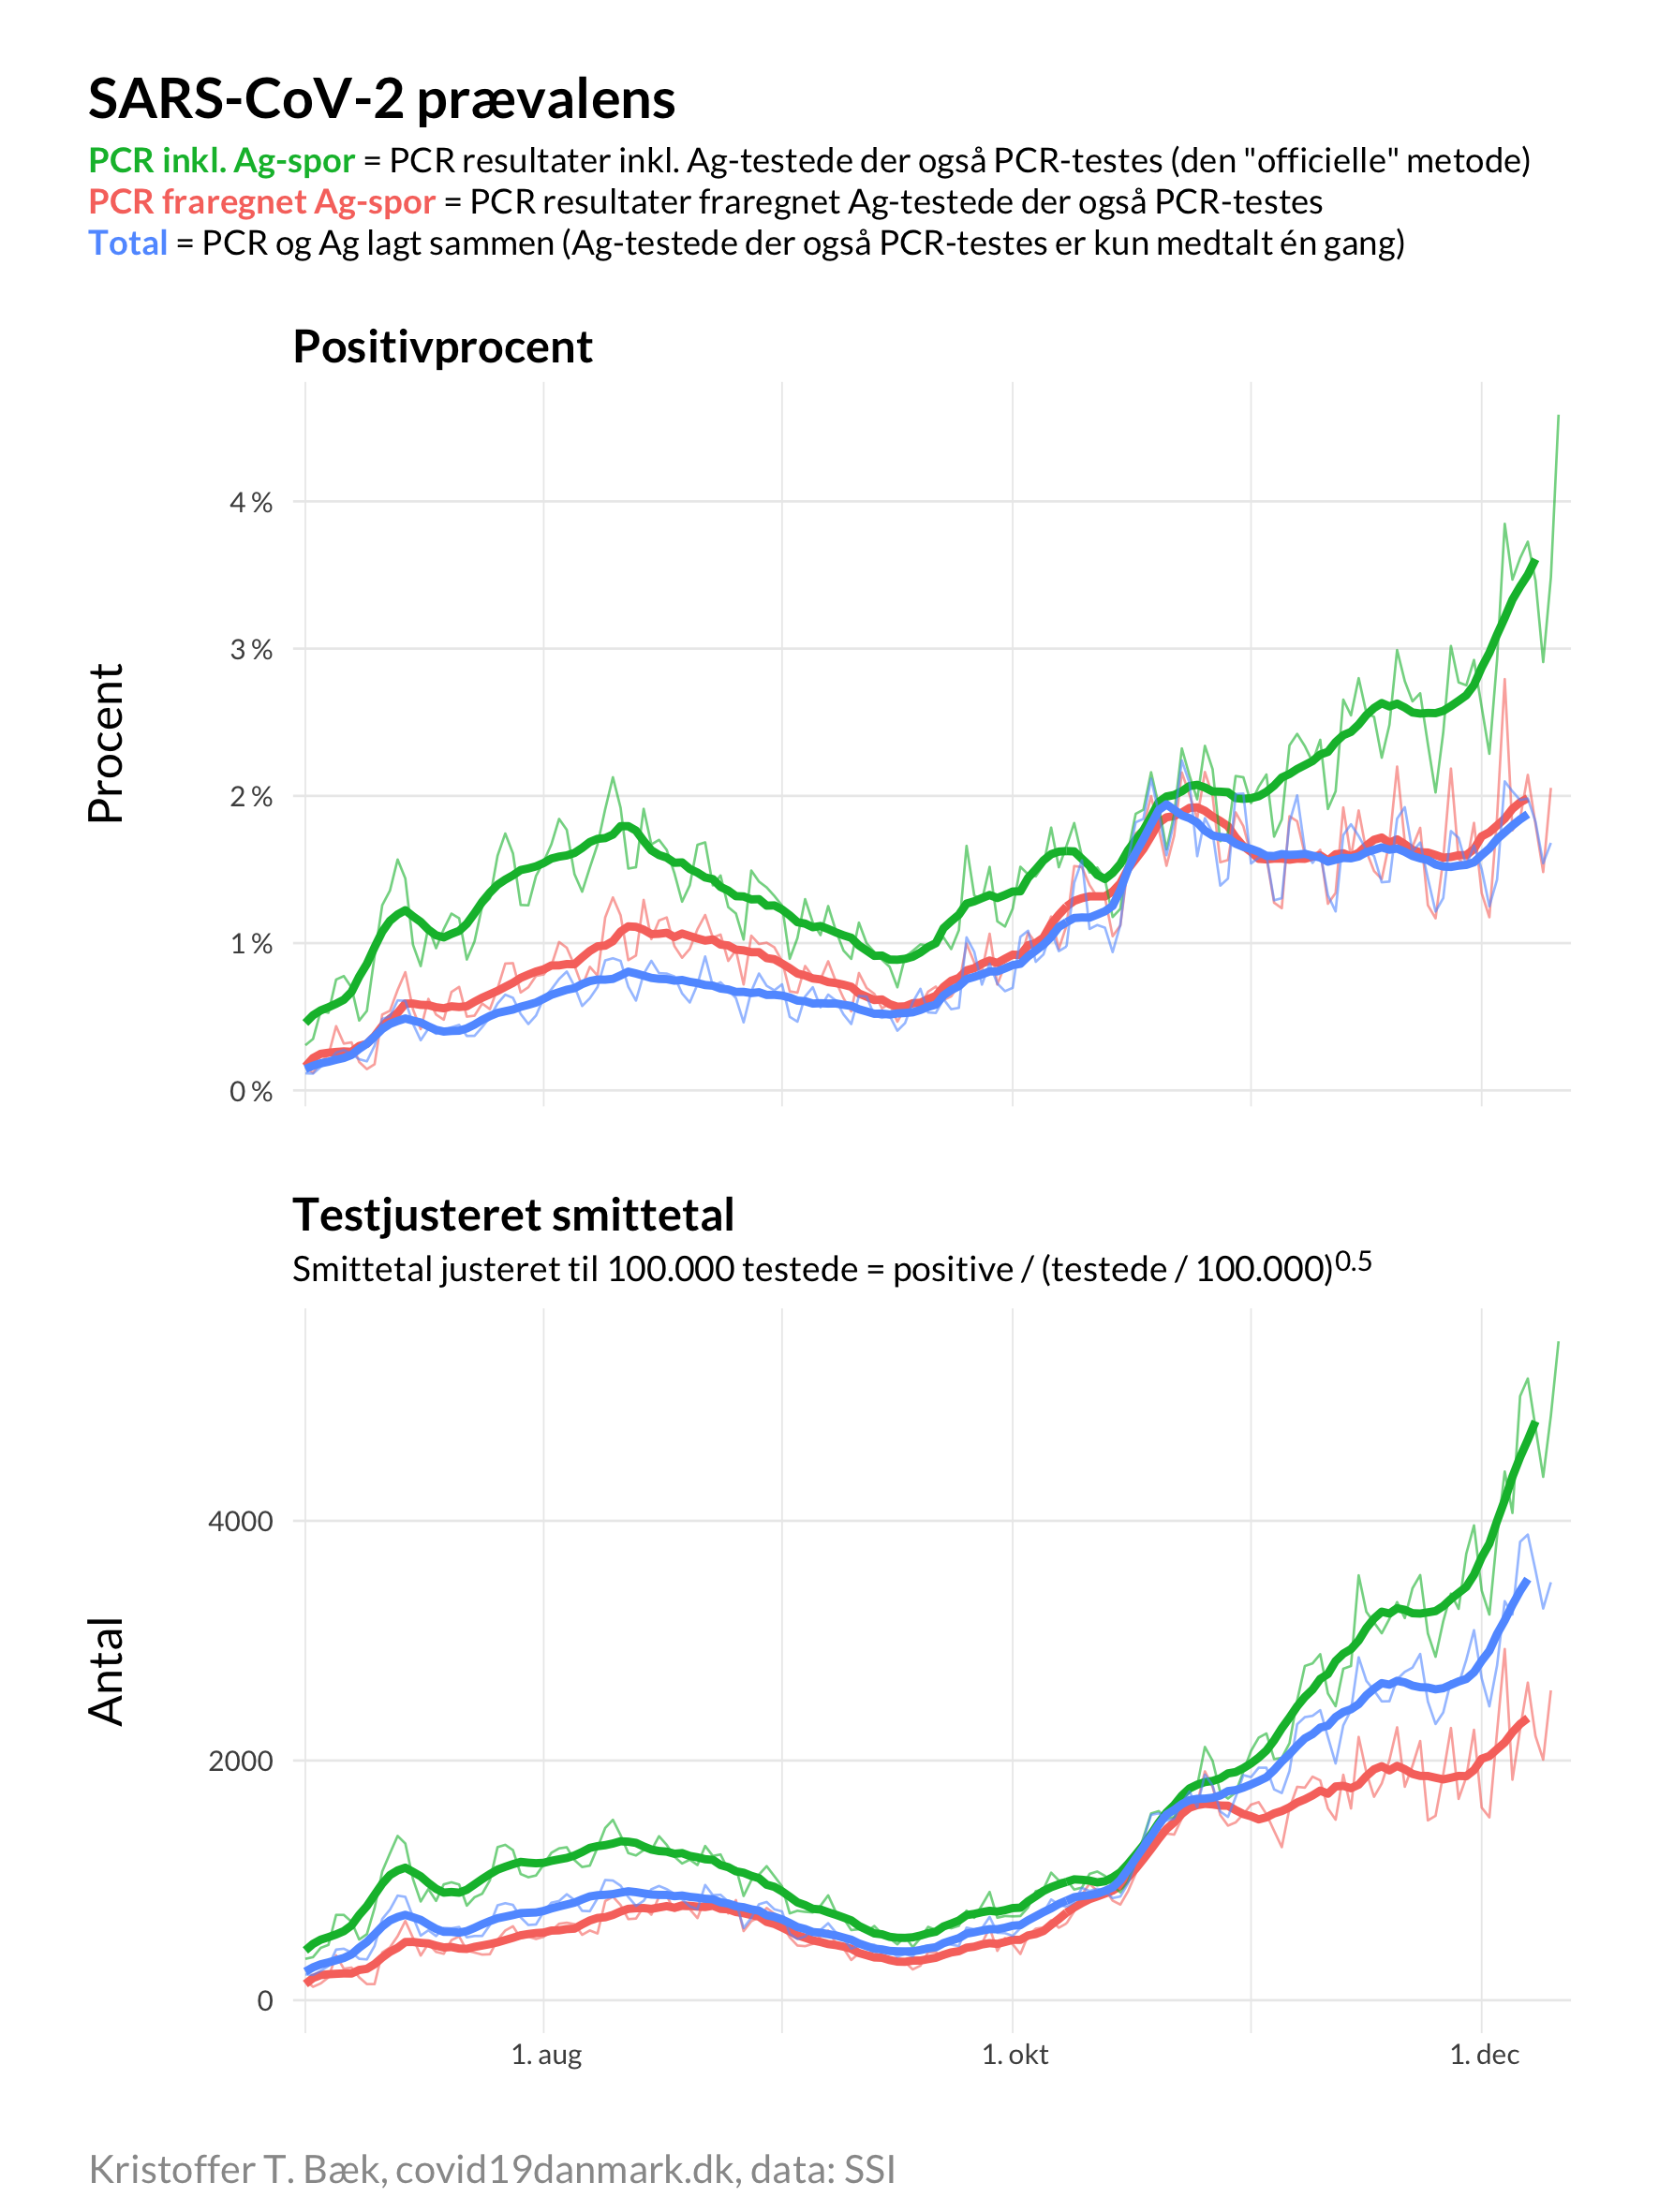 SARS-CoV-2 prævalens
PCR inkl. Ag-spor = PCR resultater inkl. Ag-testede der også PCR-testes (den "officielle" metode)
PCR fraregnet Ag-spor = PCR resultater fraregnet Ag-testede der også PCR-testes
Total = PCR og Ag lagt sammen (Ag-testede der også PCR-testes er kun medtalt én gang)
Positivprocent
Procent
4 %
3 %
2 %
1 %
0 %
Testjusteret smittetal
Smittetal justeret til 100.000 testede = positive / (testede / 100.000)^0.5
Antal
4000
2000
0
1. aug
1. okt
1. dec
Kristoffer T. Bæk, covid19danmark.dk, data: SSI